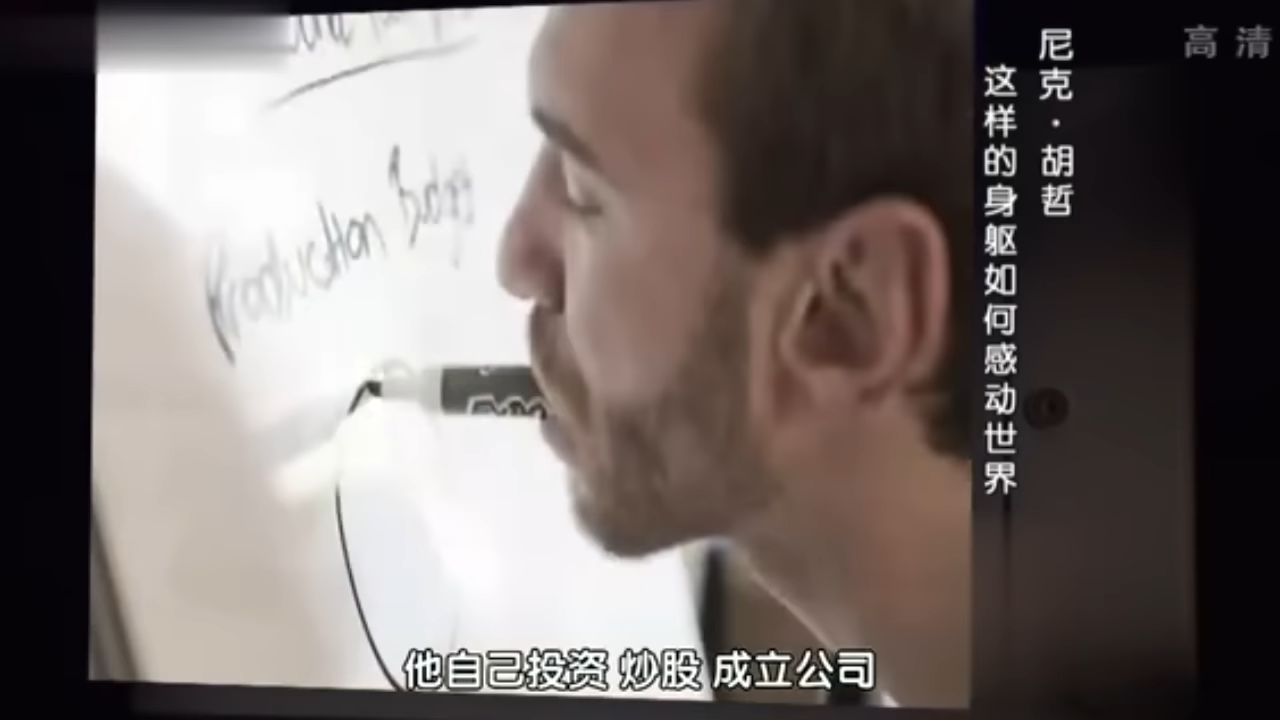 高清
尼克·胡哲
这样的身躯如何感动世界
Production Budget
他自己投资 炒股 成立公司